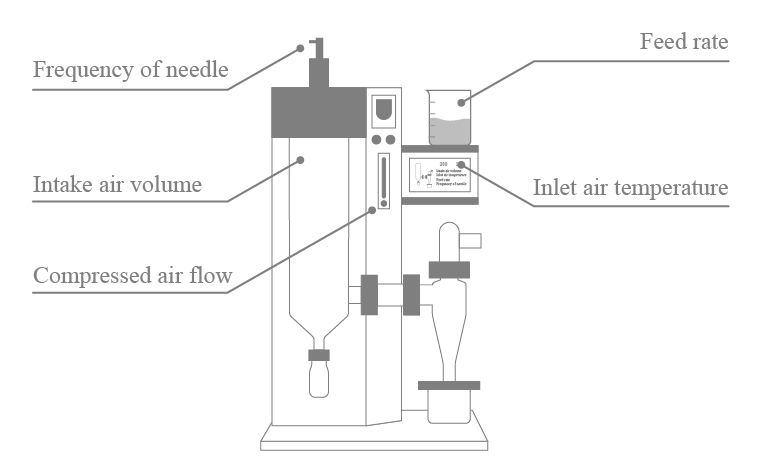 Feed rate
Frequency of needle
Intake air volume
Inlet air temperature
Compressed air flow
200
Intake air volume
Inlet air temperature
Feed rate
Frequency of needle